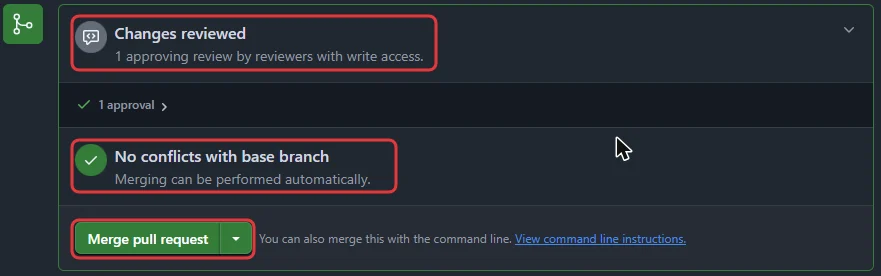 Changes reviewed
1 approving review by reviewers with write access.
1 approval
No conflicts with base branch
Merging can be performed automatically.
Merge pull request You can also merge this with the command line. View command line instructions.